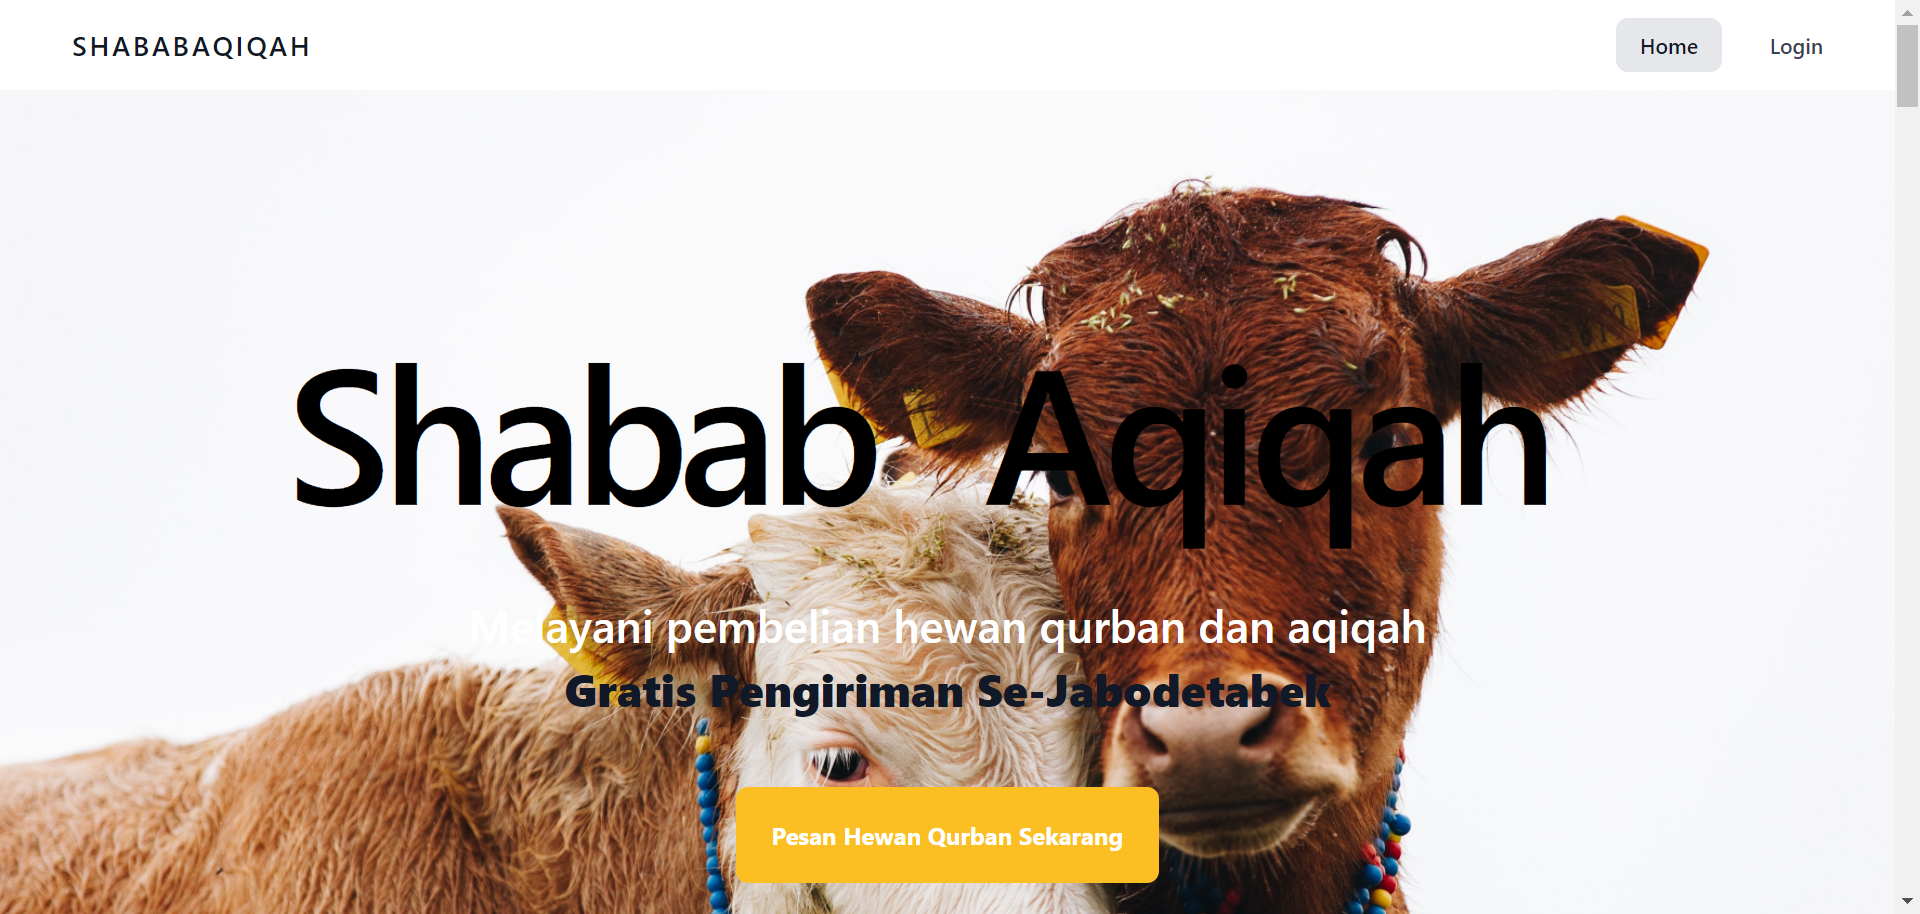 SHABABAQIQAH
Home
Login
Shabab Aqiqah
Melayani pembelian hewan qurban dan aqiqah
Gratis Pengiriman Se-Jabodetabek
Pesan Hewan Qurban Sekarang